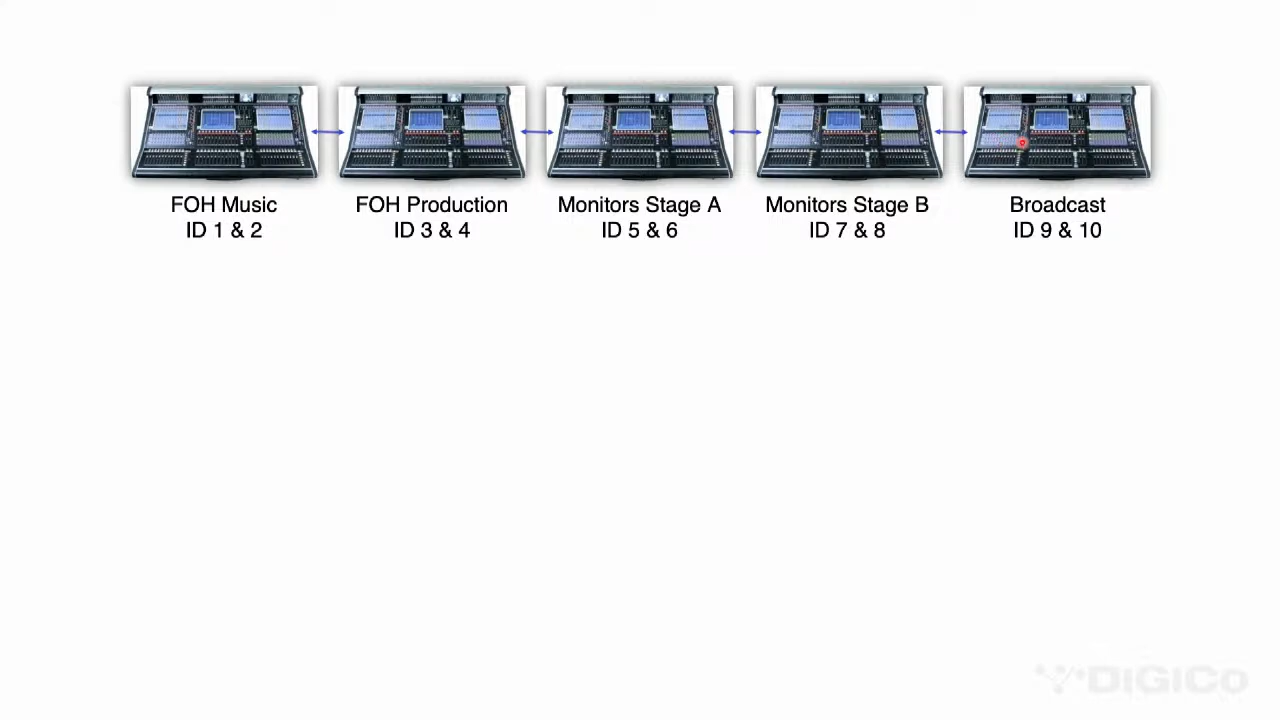 FOH Music
ID 1 & 2
FOH Production
ID 3 & 4
Monitors Stage A
ID 5 & 6
Monitors Stage B
ID 7 & 8
Broadcast
ID 9 & 10
DiGiCo